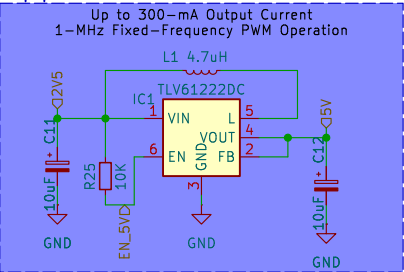 Up to 300-mA Output Current
1-MHz Fixed-Frequency PWM Operation
L1 4.7uH
TLV61222DC
IC1
2V5
1
VIN
L
5
5V
VOUT
4
6
EN
GND
FB
2
3
C11
10uF
R25
10K
C12
10uF
EN_5V0
GND
GND
GND